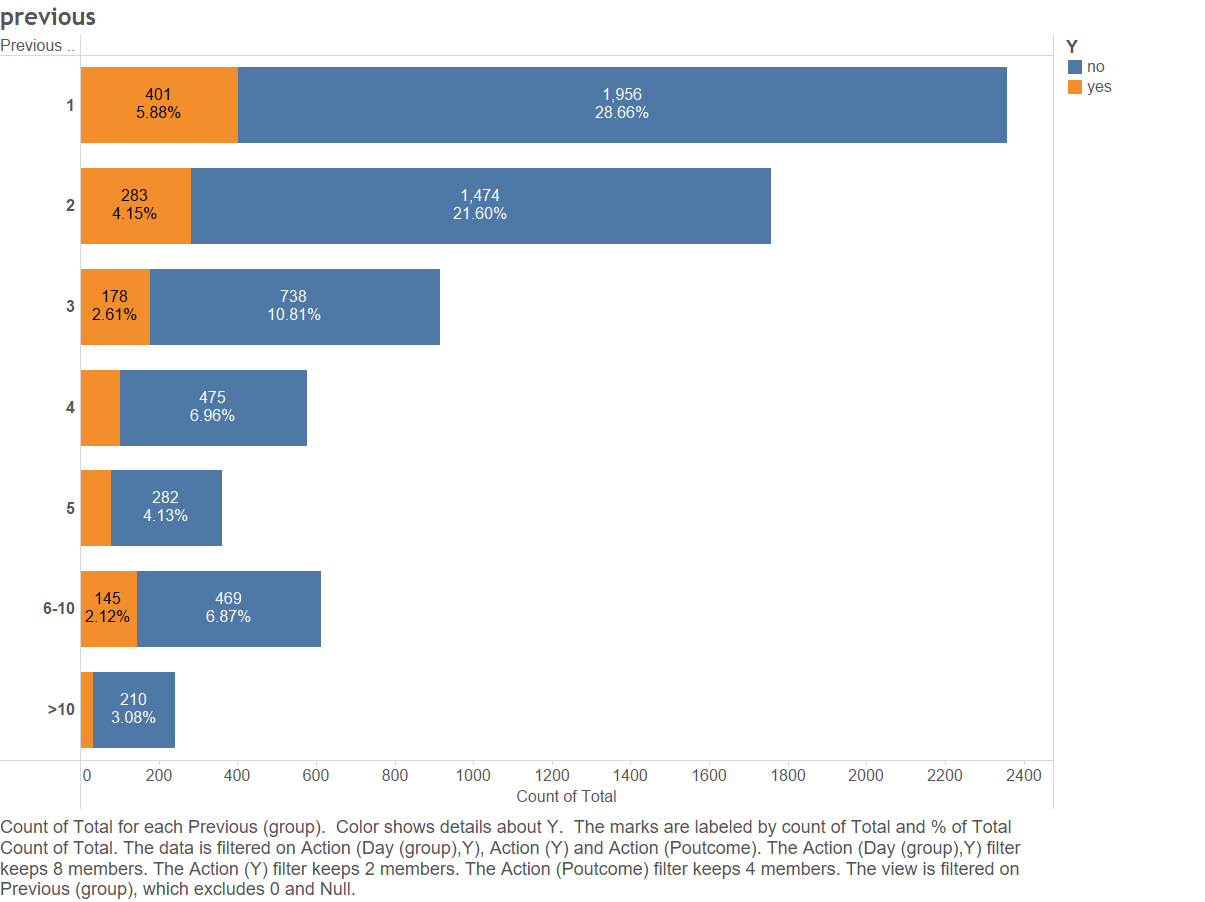 previous
Previous ..
Y
no
yes
1
401
5.88%
1,956
28.66%
2
283
4.15%
1,474
21.60%
3
178
2.61%
738
10.81%
4
475
6.96%
5
282
4.13%
6-10
145
2.12%
469
6.87%
>10
210
3.08%
0 200 400 600 800 1000 1200 1400 1600 1800 2000 2200 2400
Count of Total
Count of Total for each Previous (group).  Color shows details about Y.  The marks are labeled by count of Total and % of Total
Count of Total. The data is filtered on Action (Day (group),Y), Action (Y) and Action (Poutcome). The Action (Day (group),Y) filter
keeps 8 members. The Action (Y) filter keeps 2 members. The Action (Poutcome) filter keeps 4 members. The view is filtered on
Previous (group), which excludes 0 and Null.